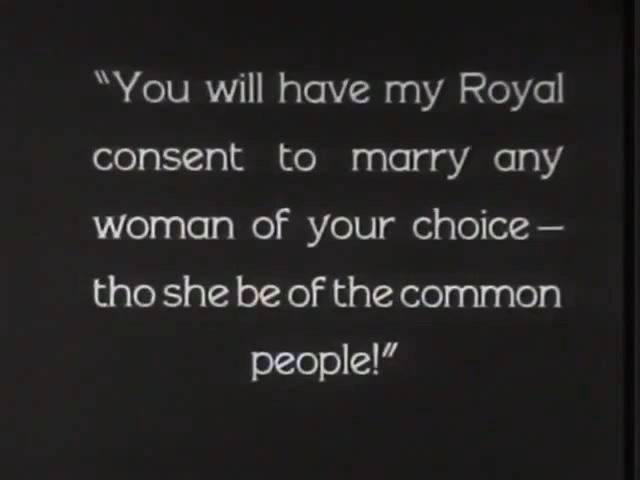 "You will have my Royal
consent to marry any
woman of your choice —
tho she be of the common
people!"